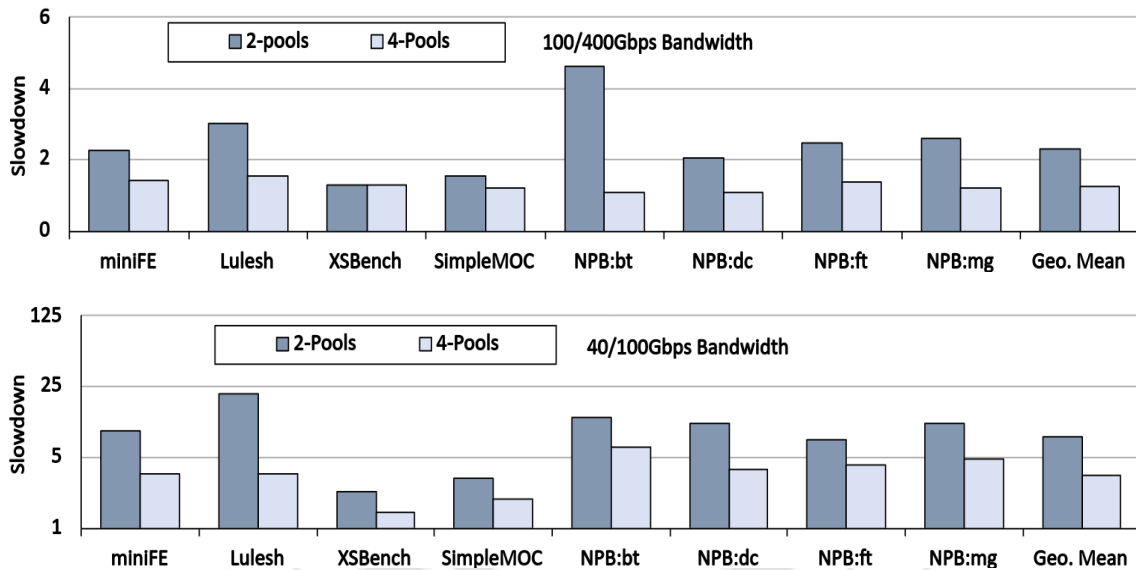 6
2-pools 4-Pools 100/400Gbps Bandwidth
4
Slowdown
2
0
miniFE Lulesh XSBench SimpleMOC NPB:bt NPB:dc NPB:ft NPB:mg Geo. Mean
125
2-Pools 4-Pools 40/100Gbps Bandwidth
25
Slowdown
5
1
miniFE Lulesh XSBench SimpleMOC NPB:bt NPB:dc NPB:ft NPB:mg Geo. Mean